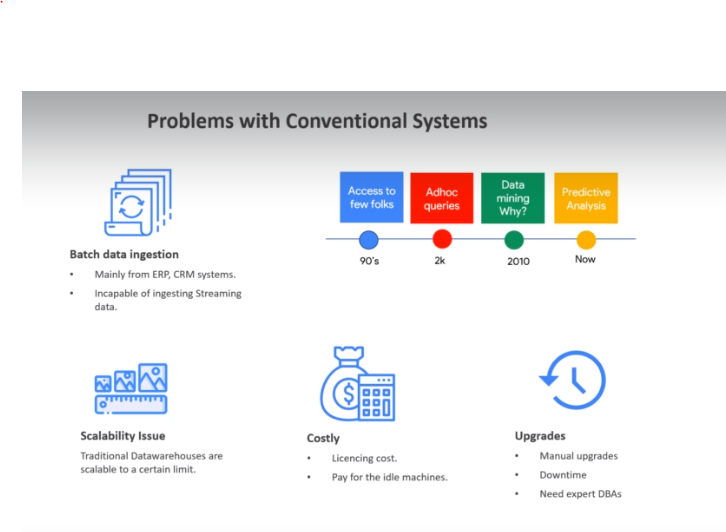 Problems with Conventional Systems
Access to
few folks
Adhoc
queries
Data
mining
Why?
Predictive
Analysis
90's
2k
2010
Now
Batch data ingestion
• Mainly from ERP, CRM systems.
• Incapable of ingesting Streaming
data.
Scalability Issue
Traditional Datawarehouses are
scalable to a certain limit.
Costly
• Licencing cost.
• Pay for the idle machines.
Upgrades
• Manual upgrades
• Downtime
• Need expert DBAs